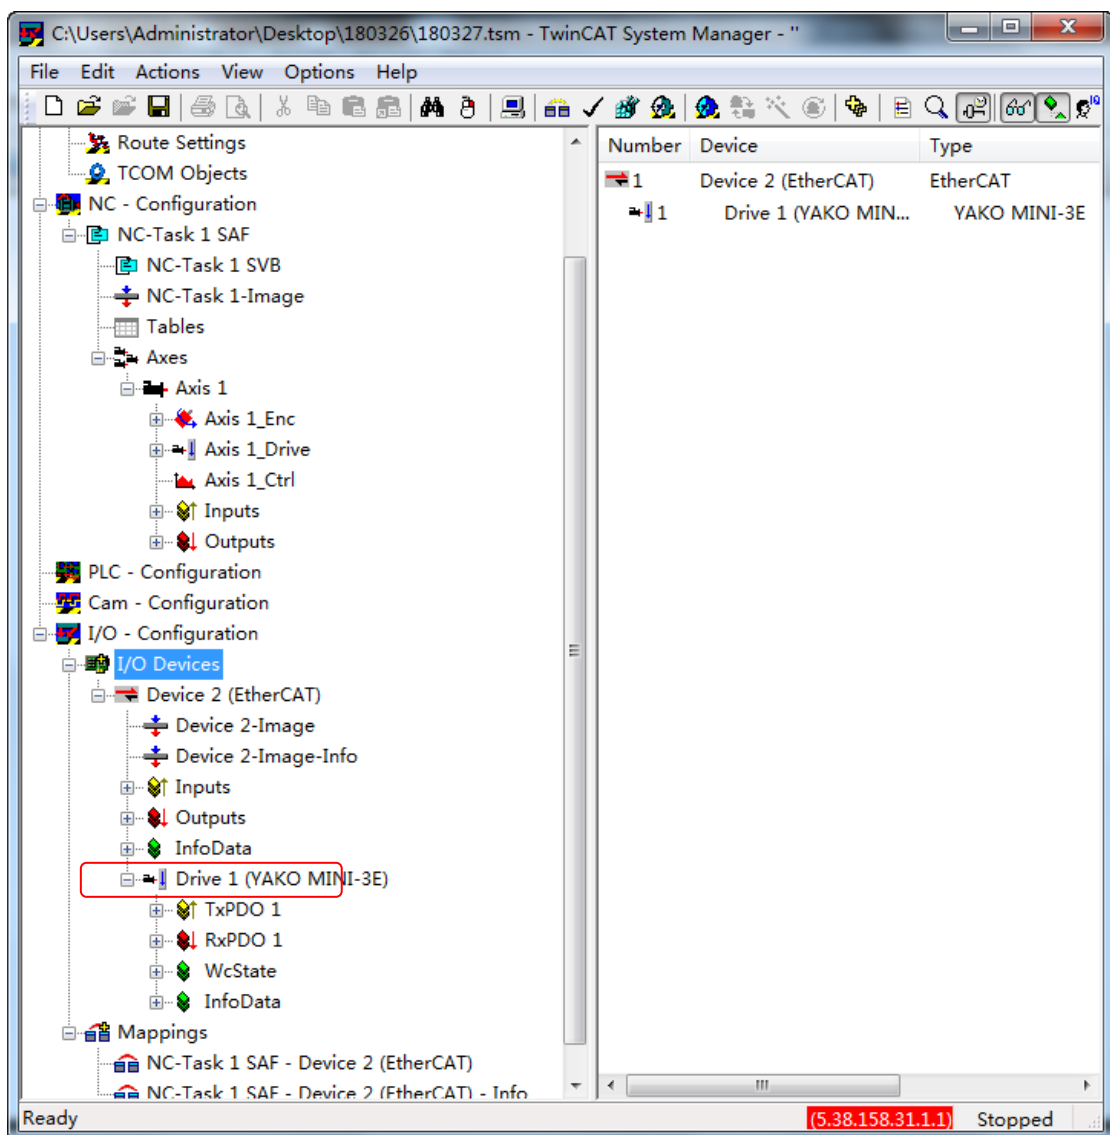 C:\Users\Administrator\Desktop\180326\180327.tsm - TwinCAT System Manager - ''
File Edit Actions View Options Help
Route Settings
TCOM Objects
NC - Configuration
NC-Task 1 SAF
NC-Task 1 SVB
NC-Task 1-Image
Tables
Axes
Axis 1
Axis 1_Enc
Axis 1_Drive
Axis 1_Ctrl
Inputs
Outputs
PLC - Configuration
Cam - Configuration
I/O - Configuration
I/O Devices
Device 2 (EtherCAT)
Device 2-Image
Device 2-Image-Info
Inputs
Outputs
InfoData
Drive 1 (YAKO MINI-3E)
TxPDO 1
RxPDO 1
WcState
InfoData
Mappings
NC-Task 1 SAF - Device 2 (EtherCAT)
NC-Task 1 SAF - Device 2 (EtherCAT) - Info
Number Device Type
1 Device 2 (EtherCAT) EtherCAT
1 Drive 1 (YAKO MIN... YAKO MINI-3E
Ready (5.38.158.31.1.1) Stopped